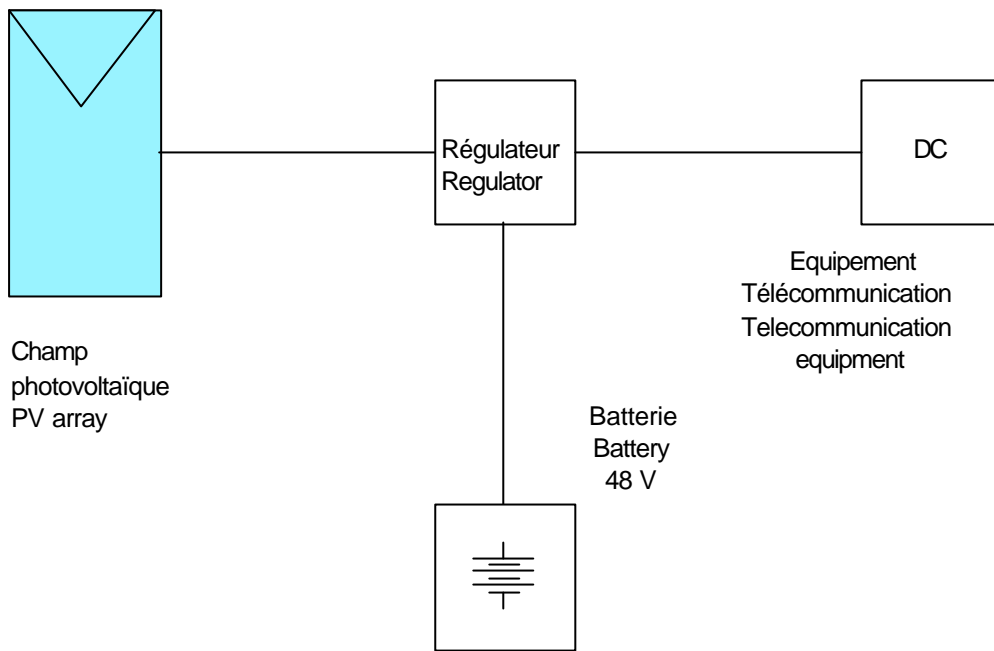 Régulateur
Regulator
DC
Equipement
Télécommunication
Telecommunication
equipment
Champ
photovoltaïque
PV array
Batterie
Battery
48 V